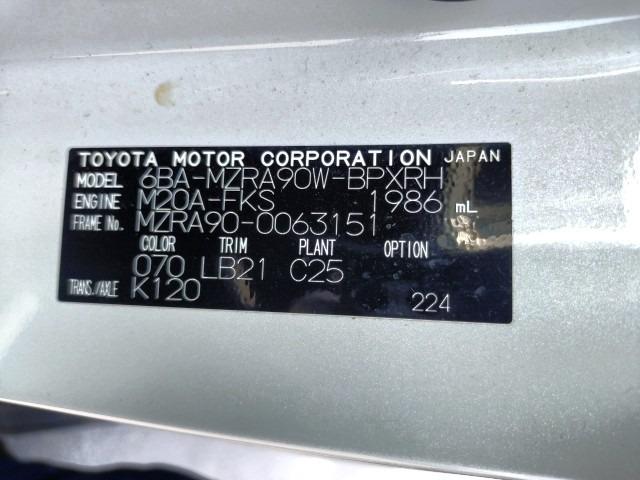 TOYOTA MOTOR CORPORATION JAPAN
MODEL 6BA-MZRA90W-BPXRH
ENGINE M20A-FKS 1986 mL
FRAME No. MZRA90-0063151
COLOR TRIM PLANT OPTION
070 LB21 C25
TRANS./AXLE K120
224